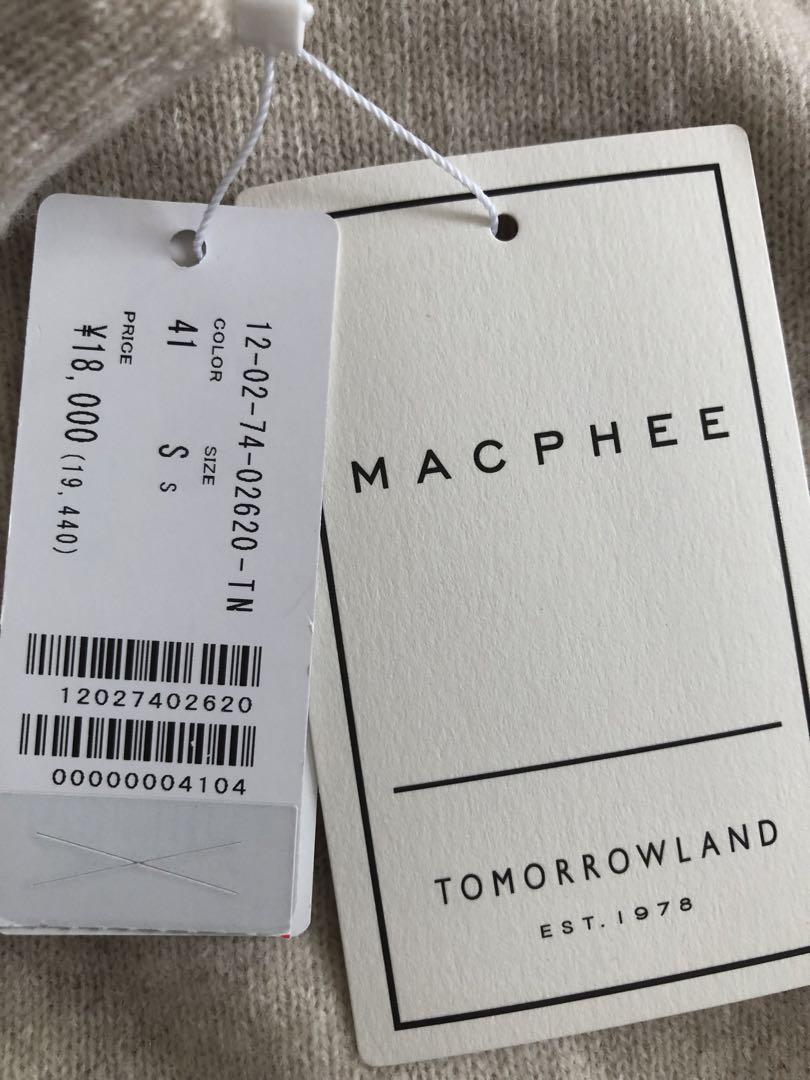 12-02-74-02620-TN
COLOR SIZE
41 S S
PRICE
¥18,000 (19,440)
12027402620
00000004104
MACPHEE
TOMORROWLAND
EST. 1978